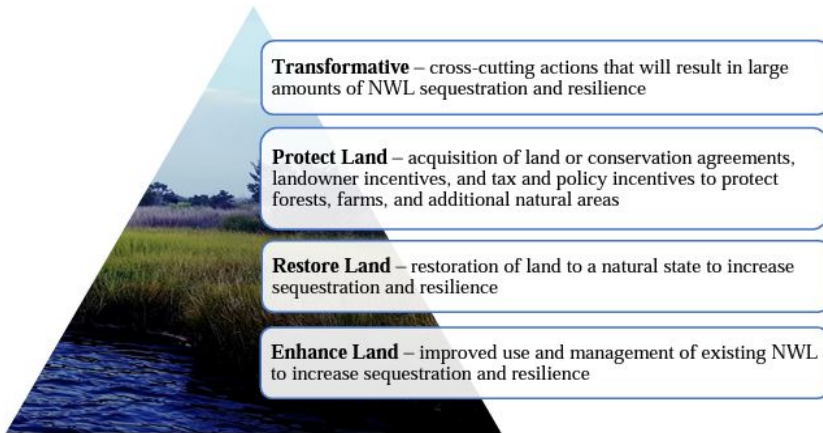 Transformative – cross-cutting actions that will result in large
amounts of NWL sequestration and resilience
Protect Land – acquisition of land or conservation agreements,
landowner incentives, and tax and policy incentives to protect
forests, farms, and additional natural areas
Restore Land – restoration of land to a natural state to increase
sequestration and resilience
Enhance Land – improved use and management of existing NWL
to increase sequestration and resilience